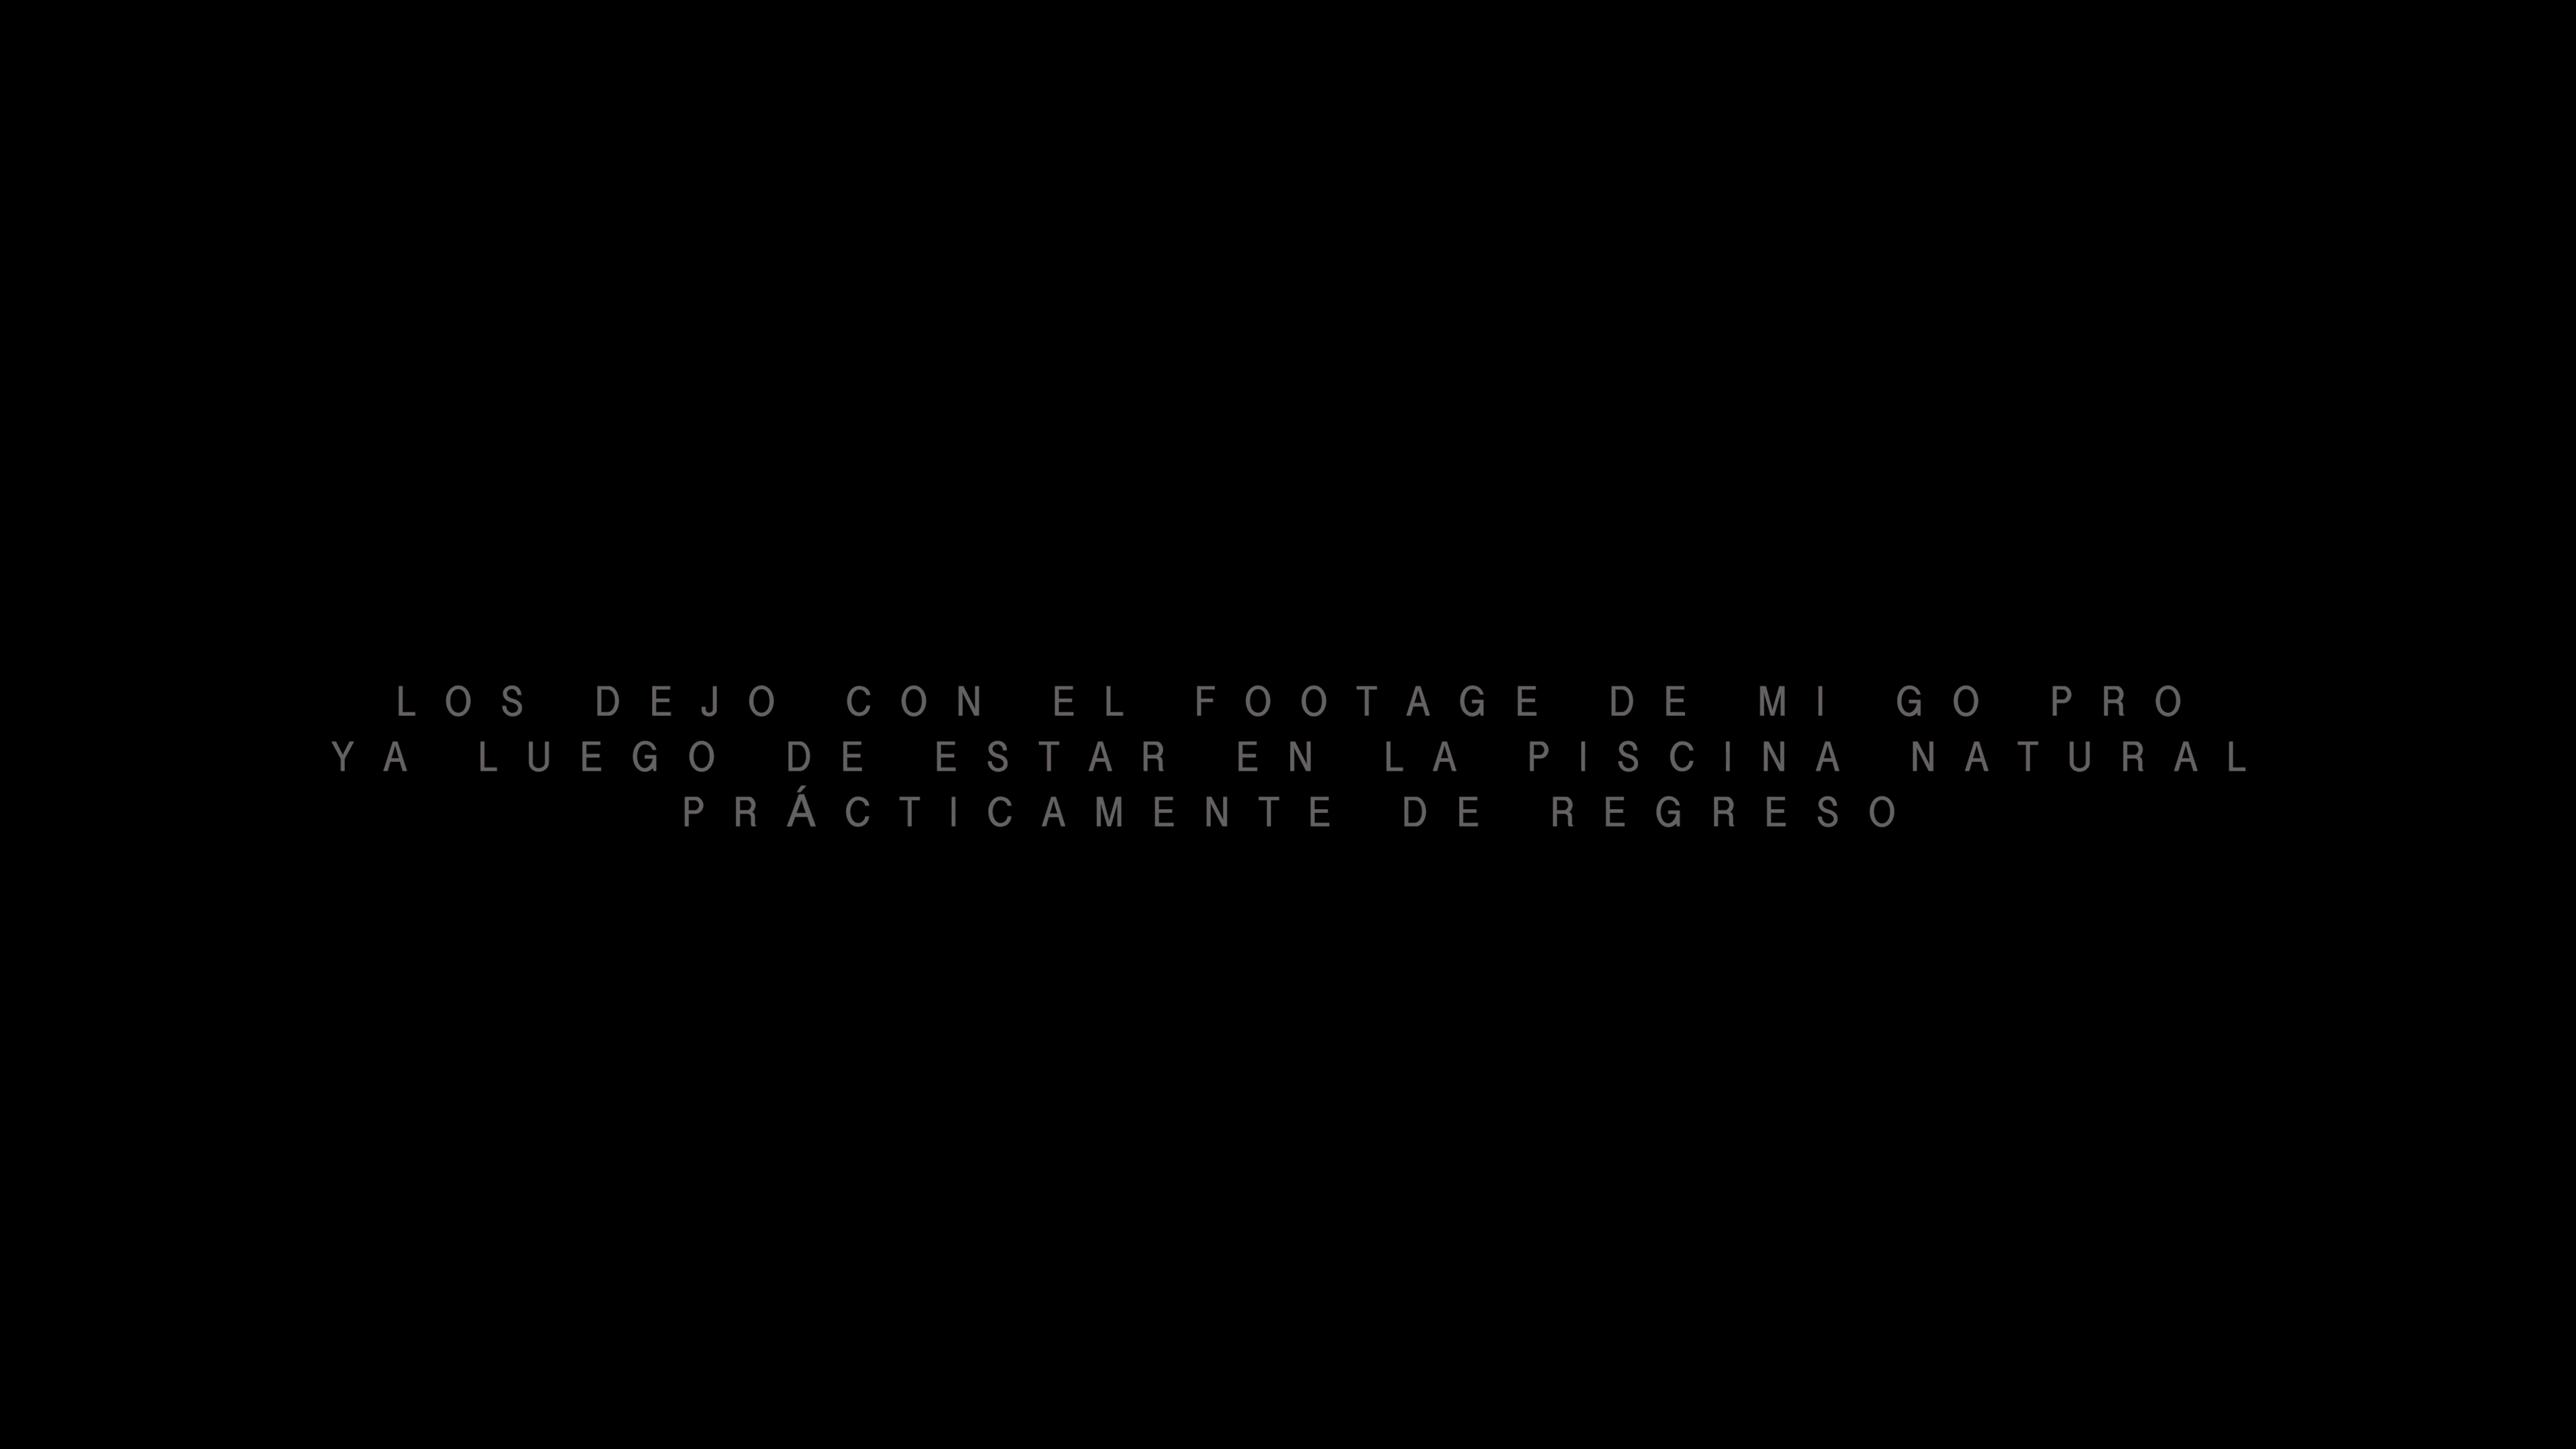 LOS DEJO CON EL FOOTAGE DE MI GO PRO
YA LUEGO DE ESTAR EN LA PISCINA NATURAL
PRÁCTICAMENTE DE REGRESO